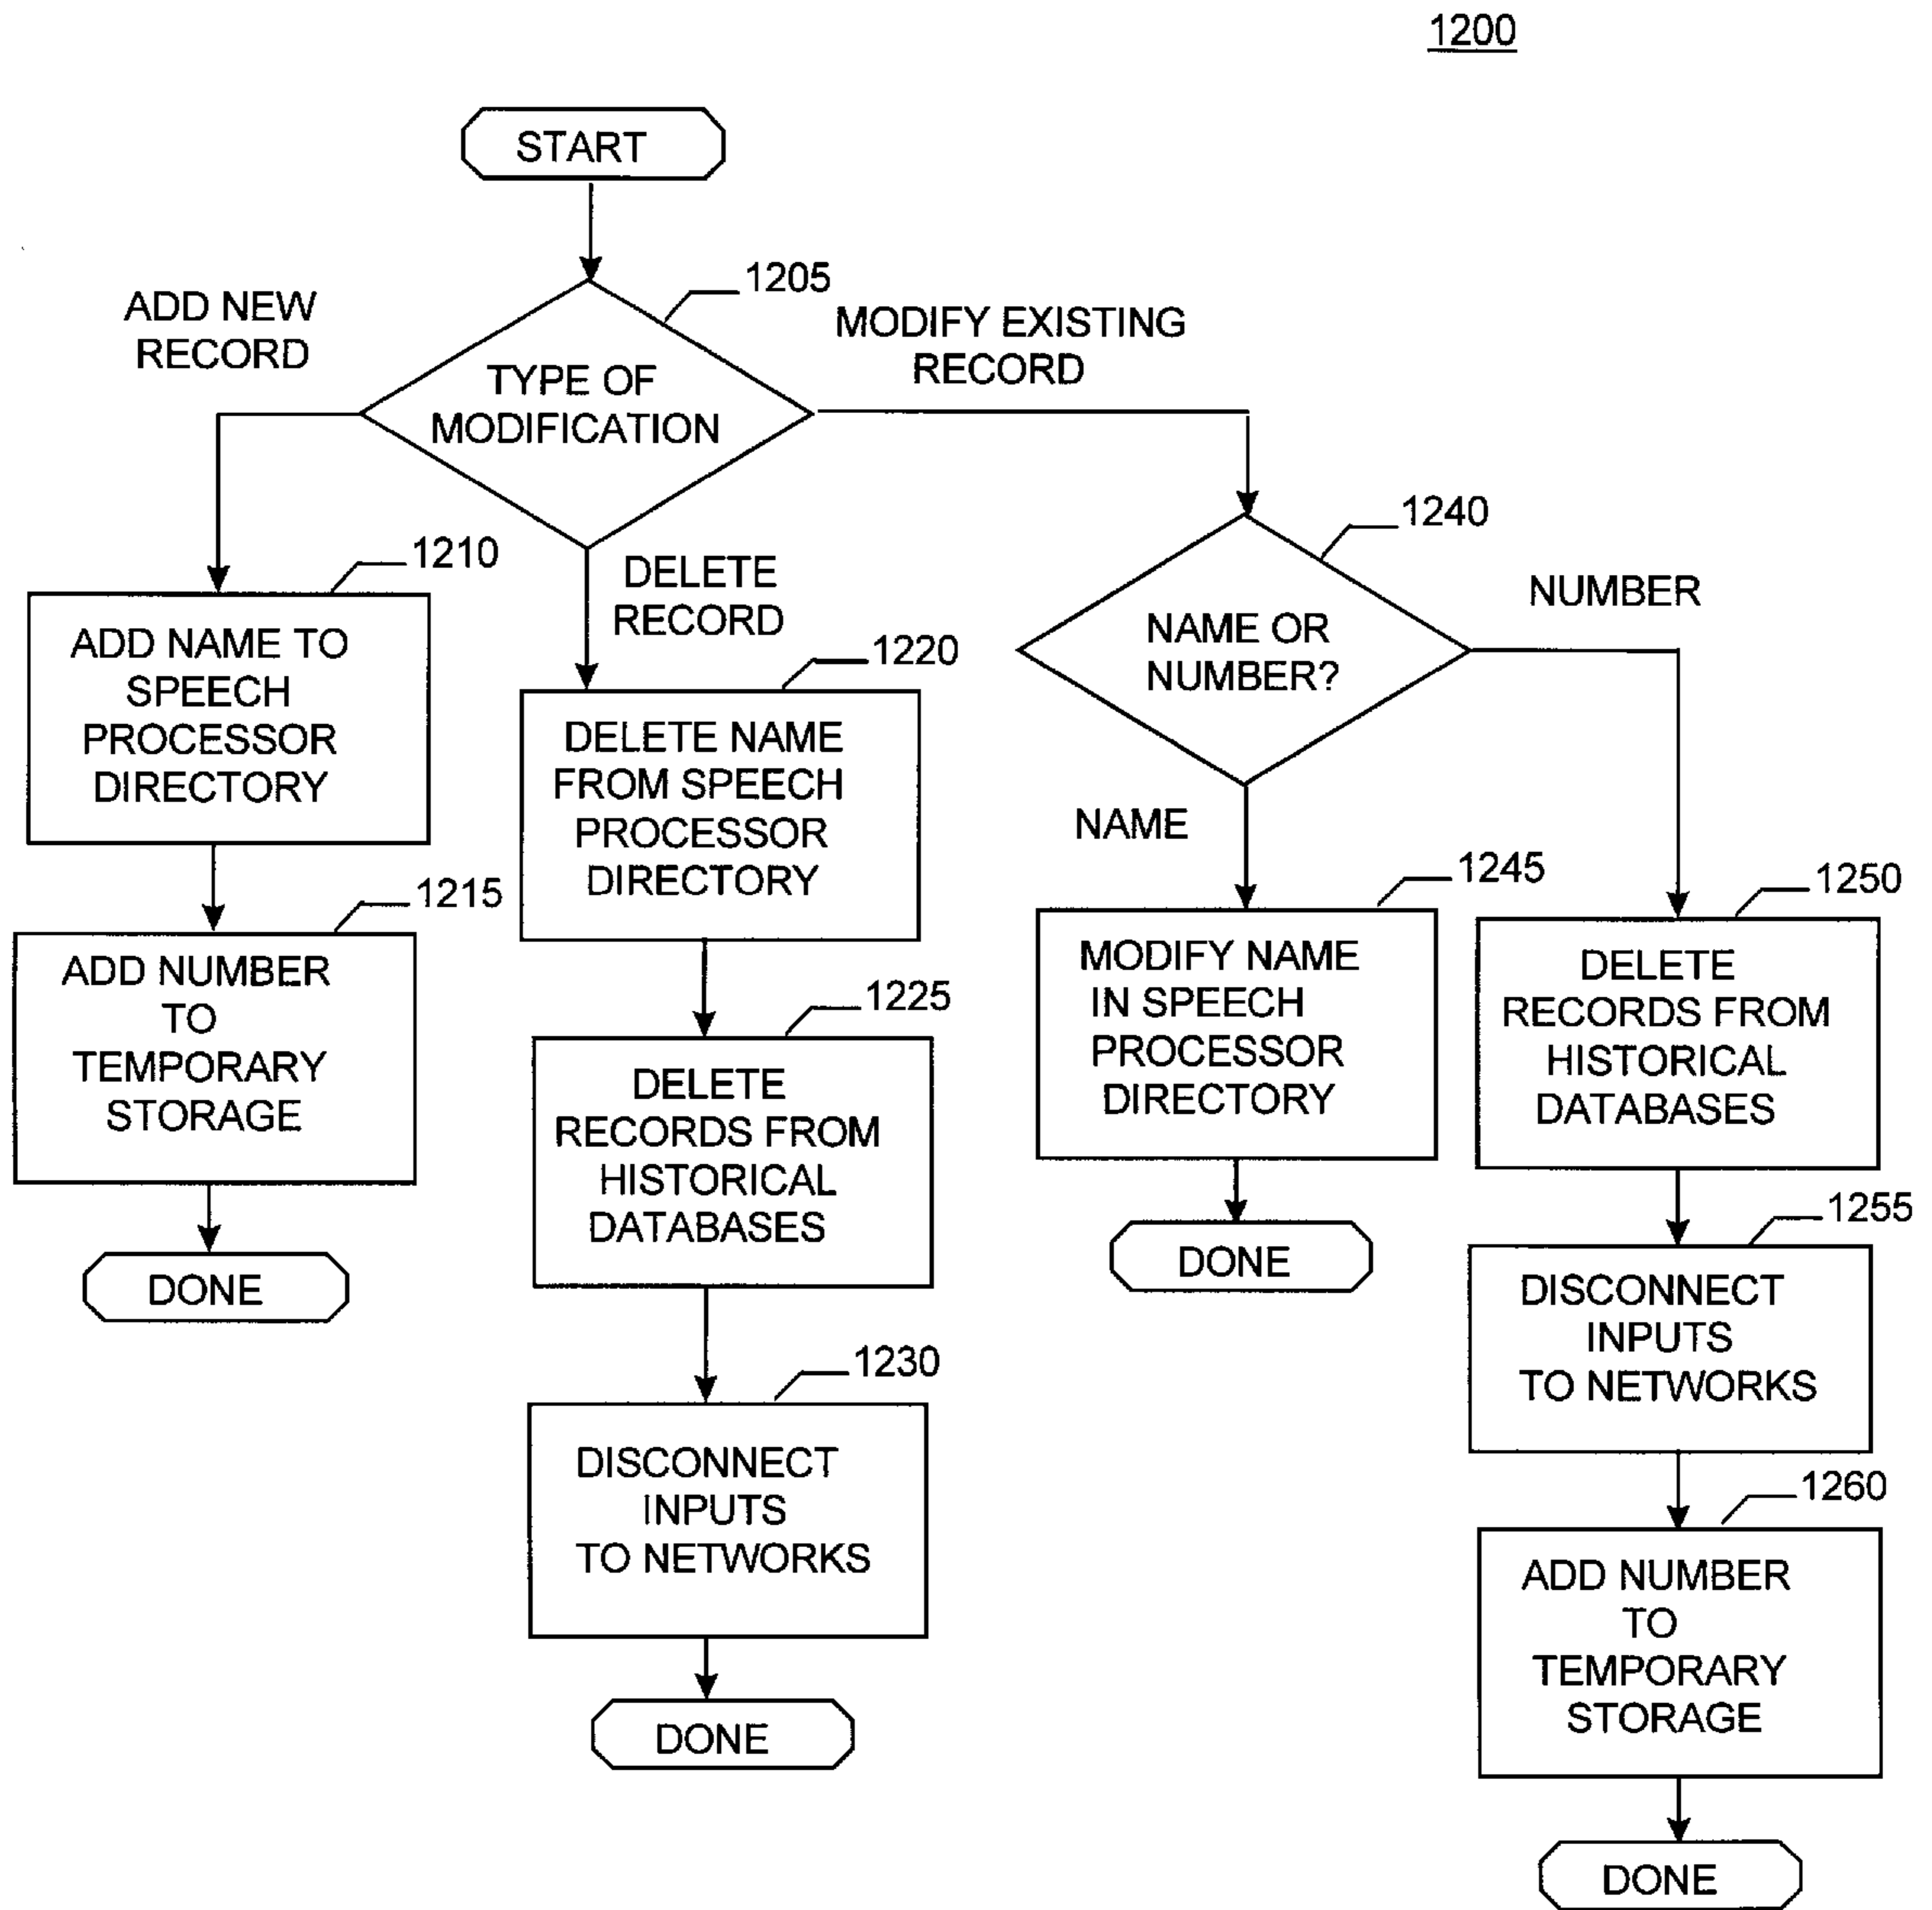 1200
START
1205
ADD NEW
RECORD
MODIFY EXISTING
RECORD
TYPE OF
MODIFICATION
1210
DELETE
RECORD
1240
NUMBER
NAME OR
NUMBER?
ADD NAME TO
SPEECH
PROCESSOR
DIRECTORY
1220
DELETE NAME
FROM SPEECH
PROCESSOR
DIRECTORY
NAME
1215
ADD NUMBER
TO
TEMPORARY
STORAGE
DONE
1225
DELETE
RECORDS FROM
HISTORICAL
DATABASES
1230
DISCONNECT
INPUTS
TO NETWORKS
DONE
1245
MODIFY NAME
IN SPEECH
PROCESSOR
DIRECTORY
DONE
1250
DELETE
RECORDS FROM
HISTORICAL
DATABASES
1255
DISCONNECT
INPUTS
TO NETWORKS
1260
ADD NUMBER
TO
TEMPORARY
STORAGE
DONE